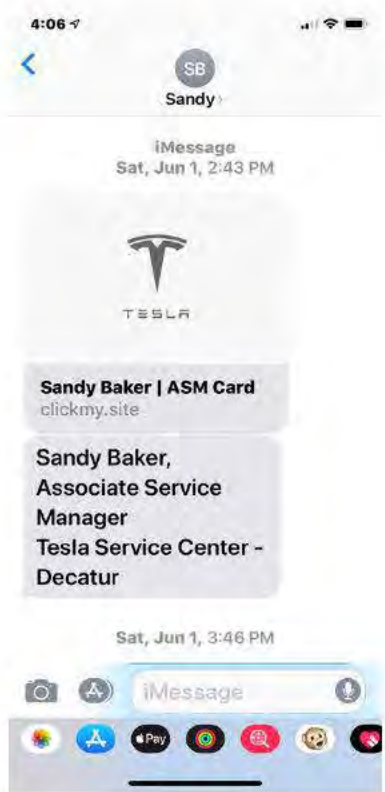 4:06
SB
Sandy
iMessage
Sat, Jun 1, 2:43 PM
TESLA
Sandy Baker | ASM Card
clickmy.site
Sandy Baker,
Associate Service
Manager
Tesla Service Center -
Decatur
Sat, Jun 1, 3:46 PM
iMessage
Pay